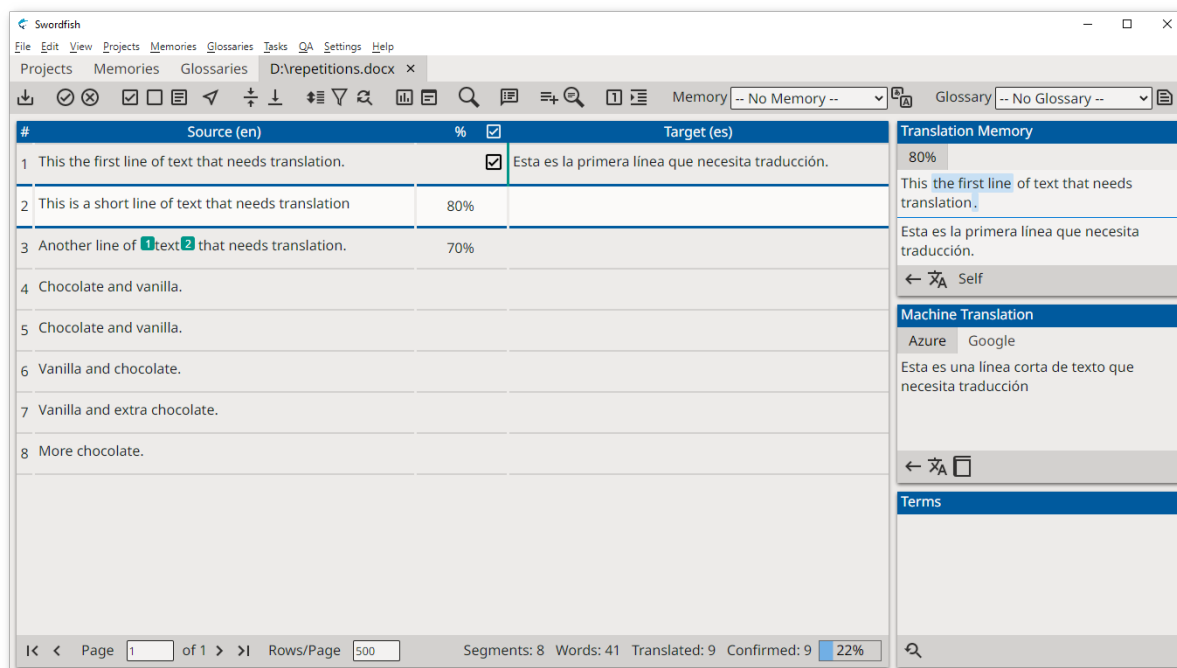 Swordfish
File Edit View Projects Memories Glossaries Tasks QA Settings Help
Projects Memories Glossaries D:\repetitions.docx ×
Memory -- No Memory -- Glossary -- No Glossary --
# Source (en) % Target (es)
1 This the first line of text that needs translation. Esta es la primera línea que necesita traducción.
2 This is a short line of text that needs translation 80%
3 Another line of 1 text 2 that needs translation. 70%
4 Chocolate and vanilla.
5 Chocolate and vanilla.
6 Vanilla and chocolate.
7 Vanilla and extra chocolate.
8 More chocolate.
Page 1 of 1 Rows/Page 500 Segments: 8 Words: 41 Translated: 9 Confirmed: 9 22%
Translation Memory
80%
This the first line of text that needs
translation.
Esta es la primera línea que necesita
traducción.
Self
Machine Translation
Azure Google
Esta es una línea corta de texto que
necesita traducción
Terms